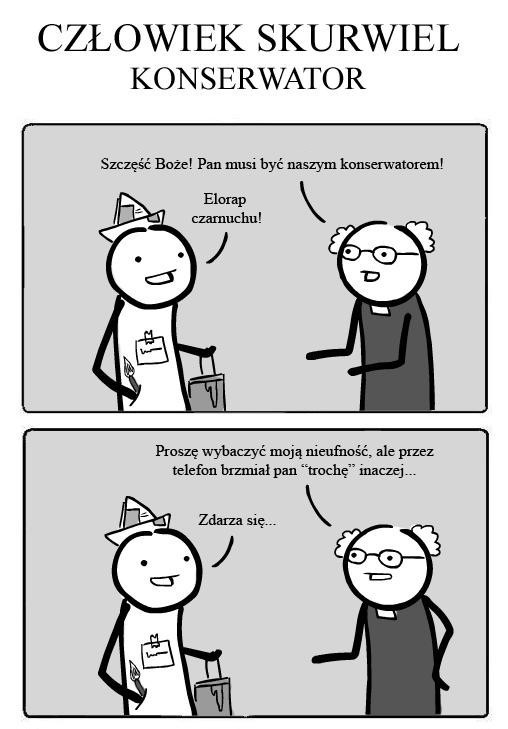 CZŁOWIEK SKURWIEL
KONSERWATOR
Szczęść Boże! Pan musi być naszym konserwatorem!
Elorap
czarnuchu!
Proszę wybaczyć moją nieufność, ale przez
telefon brzmiał pan “trochę” inaczej...
Zdarza się...